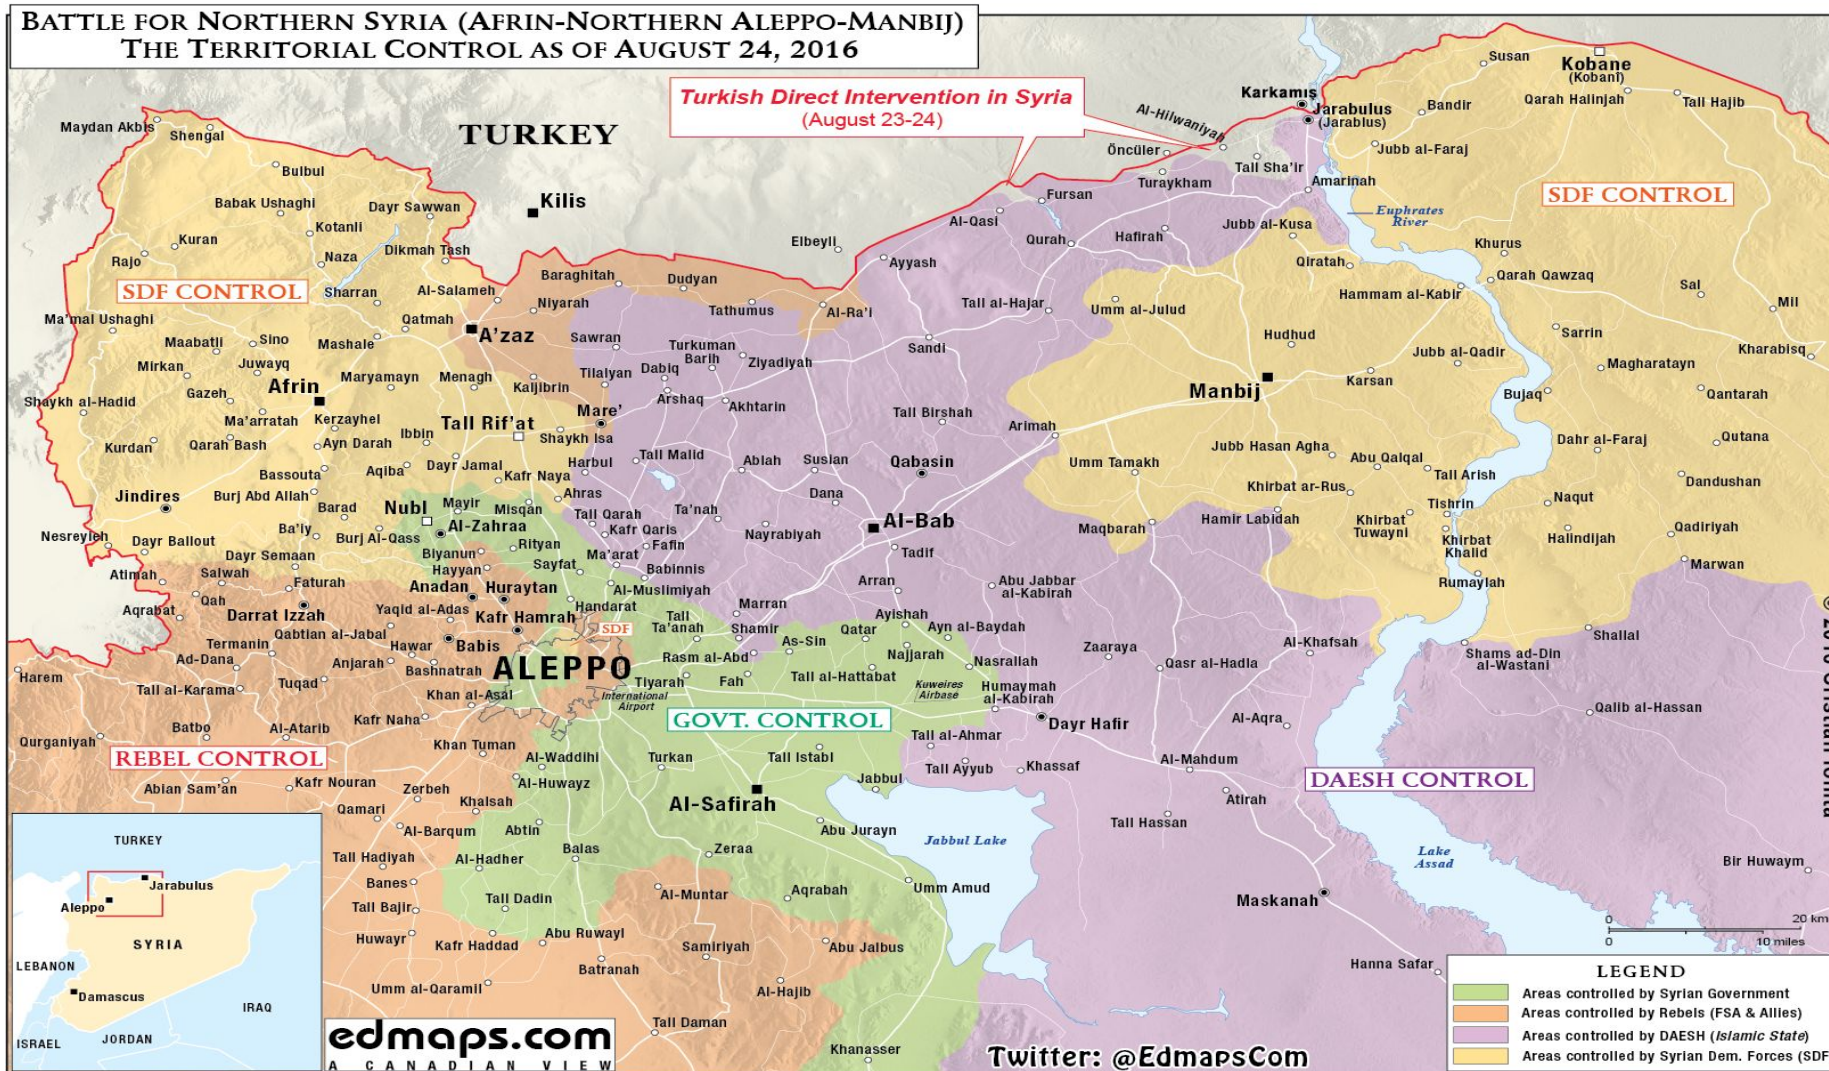 BATTLE FOR NORTHERN SYRIA (AFRIN-NORTHERN ALEPPO-MANBIJ)
THE TERRITORIAL CONTROL AS OF AUGUST 24, 2016
Turkish Direct Intervention in Syria
(August 23-24)
TURKEY
Kilis
Karkamış
Jarabulus
(Jarablus)
Al-Hilwaniyah
Öncüler
Tall Sha'ir
Turaykham
Amarinah
Fursan
Al-Qasi
Qurah
Hafirah
Jubb al-Kusa
Qiratah
Elbeyli
Ayyash
Susan
Kobane
(Kobanî)
Qarah Halinjah
Tall Hajib
Bandir
Jubb al-Faraj
SDF CONTROL
Euphrates
River
Khurus
Qarah Qawzaq
Hammam al-Kabir
Sal
Mil
Sarrin
Kharabisq
Magharatayn
Qantarah
Bujaq
Dahr al-Faraj
Qutana
Dandushan
Naqut
Qadiriyah
Halindijah
Marwan
Maydan Akbis
Shengal
Bulbul
Babak Ushaghi
Dayr Sawwan
Kotanli
Kuran
Rajo
Naza
Dikmah Tash
SDF CONTROL
Sharran
Al-Salameh
Ma'mal Ushaghi
Qatmah
Maabatli
Sino
Mashale
Mirkan
Juwayq
Afrin
Maryamayn
Menagh
Gazeh
Shaykh al-Hadid
Ma'arratah
Kerzayhel
Kurdan
Qarah Bash
Ayn Darah
Ibbin
Tall Rif'at
Shaykh Isa
Bassouta
Aqiba
Dayr Jamal
Kafr Naya
Harbul
Jindires
Burj Abd Allah
Barad
Ahras
Nesreyleh
Dayr Ballout
Ba'iy
Burj Al-Qass
Dayr Semaan
Baraghitah
Dudyan
Niyarah
Tathumus
Al-Ra'i
A'zaz
Sawran
Kaljibrin
Tilalyan
Mare'
Turkuman
Barih
Ziyadiyah
Dabiq
Arshaq
Akhtarin
Sandi
Tall al-Hajar
Tall Birshah
Arimah
Tall Malid
Ablah
Susian
Qabasin
Dana
Ta'nah
Al-Bab
Nayrabiyah
Tadif
Tall Qarah
Kafr Qaris
Fafin
Ma'arat
Babinnis
Arran
Abu Jabbar
al-Kabirah
Umm al-Julud
Hudhud
Jubb al-Qadir
Manbij
Karsan
Jubb Hasan Agha
Abu Qalqal
Umm Tamakh
Tall Arish
Khirbat ar-Rus
Tishrin
Maqbarah
Hamir Labidah
Khirbat
Tuwayni
Khirbat
Khalid
Rumaylah
Shallal
Shams ad-Din
al-Wastani
Nubl
Mayir
Misqan
Al-Zahraa
Biyanun
Rityan
Hayyan
Sayfat
Anadan
Huraytan
Al-Muslimiyah
Yaqid al-Adas
Kafr Hamrah
Handarat
SDF
Babis
ALEPPO
International
Airport
Atimah
Salwah
Faturah
Qah
Darrat Izzah
Aqrabat
Termanin
Qabtian al-Jabal
Hawar
Ad-Dana
Anjarah
Bashnatrah
Harem
Tall al-Karama
Tuqad
Khan al-Asal
Batbo
Al-Atarib
Kafr Naha
Qurganiyah
REBEL CONTROL
Khan Tuman
Kafr Nouran
Abian Sam'an
Zerbeh
Qamari
Khalsah
Al-Barqum
Tall Hadiyah
Al-Hadher
Banes
Tall Bajir
Tall Dadin
Huwayr
Kafr Haddad
Abu Ruwayl
Batranah
Umm al-Qaramil
Al-Waddihi
Al-Huwayz
Abtin
Balas
Tall
Ta'anah
Marran
Shamir
As-Sin
Ayishah
Qatar
Ayn al-Baydah
Najjarah
Nasrallah
Rasm al-Abd
Tiyarah
Fah
Tall al-Hattabat
Kuweires
Airbase
Humaymah
al-Kabirah
GOVT. CONTROL
Turkan
Tall Istabl
Al-Safirah
Jabbul
Abu Jurayn
Zeraa
Jabbul Lake
Umm Amud
Al-Muntar
Aqrabah
Samiriyah
Abu Jalbus
Al-Hajib
Tall Daman
Khanasser
Zaaraya
Al-Khafsah
Qasr al-Hadla
Dayr Hafir
Al-Aqra
Tall al-Ahmar
Tall Ayyub
Khassaf
Al-Mahdum
DAESH CONTROL
Atirah
Tall Hassan
Qalib al-Hassan
Lake
Assad
Bir Huwaym
Maskanah
Hanna Safar
0 20 km
0 10 miles
LEGEND
Areas controlled by Syrian Government
Areas controlled by Rebels (FSA & Allies)
Areas controlled by DAESH (Islamic State)
Areas controlled by Syrian Dem. Forces (SDF
TURKEY
Jarabulus
Aleppo
SYRIA
LEBANON
Damascus
IRAQ
ISRAEL
JORDAN
edmaps.com
A CANADIAN VIEW
Twitter: @EdmapsCom